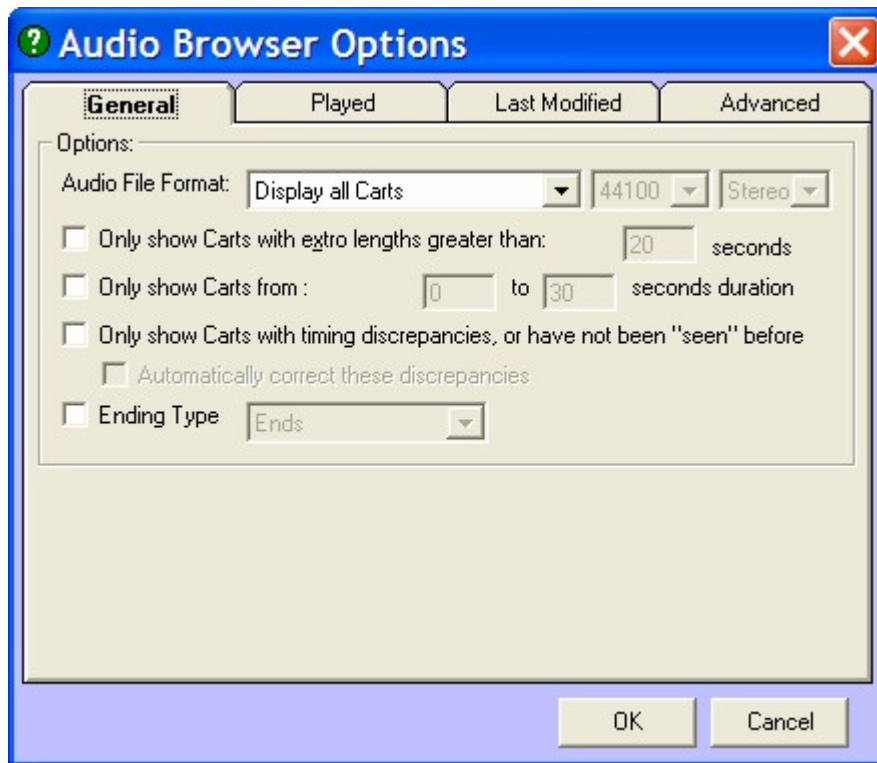 ? Audio Browser Options
General Played Last Modified Advanced
Options:
Audio File Format: Display all Carts 44100 Stereo
Only show Carts with extro lengths greater than: 20 seconds
Only show Carts from : 0 to 30 seconds duration
Only show Carts with timing discrepancies, or have not been "seen" before
Automatically correct these discrepancies
Ending Type Ends
OK Cancel